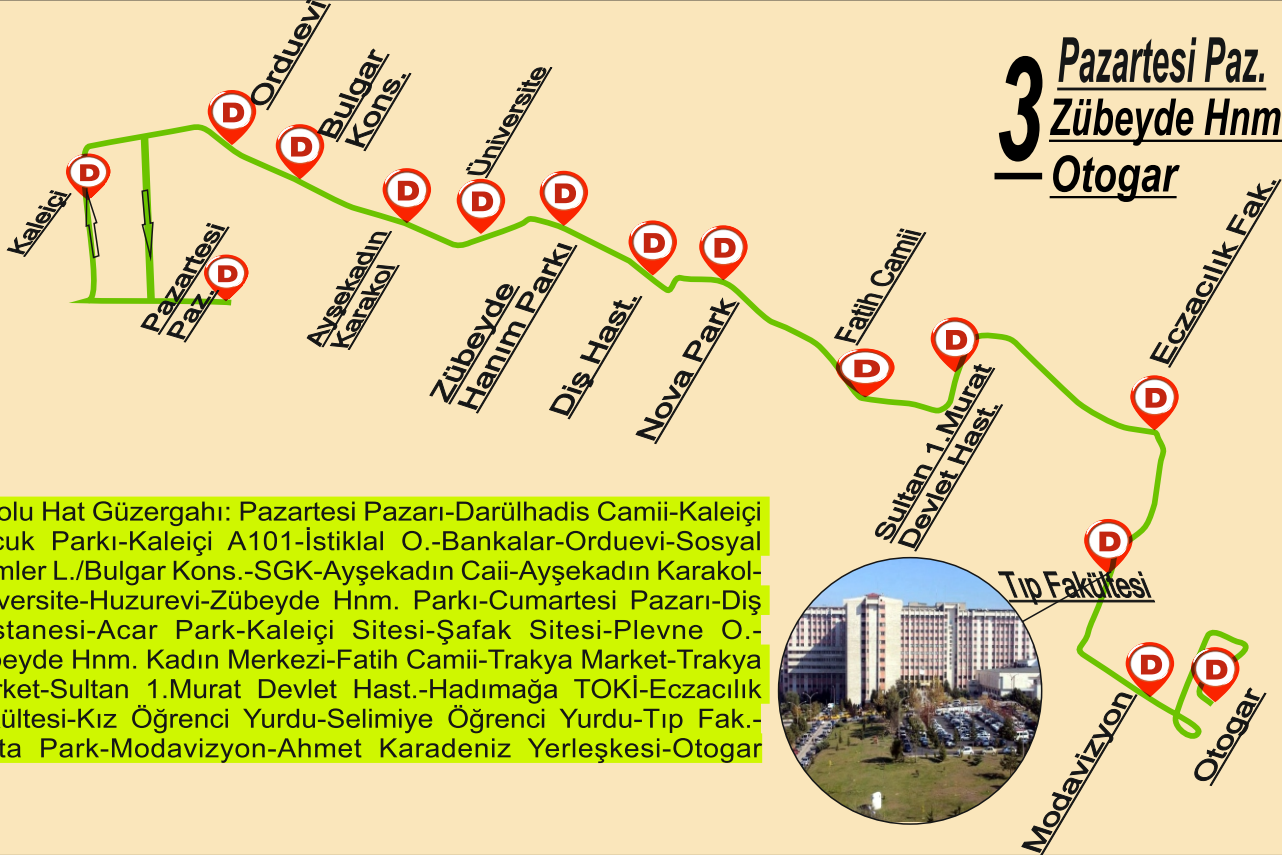 3
Pazartesi Paz.
Zübeyde Hnm
Otogar
Orduevi
Bulgar
Kons.
Üniversite
Kaleiçi
Pazartesi
Paz.
Ayşekadın
Karakol
Zübeyde
Hanım Parkı
Diş Hast.
Nova Park
Fatih Camii
Sultan 1.Murat
Devlet Hast.
Eczacılık Fak.
Tıp Fakültesi
Modavizyon
Otogar
D
D
D
D
D
D
D
D
D
D
D
D
D
D
olu Hat Güzergahı: Pazartesi Pazarı-Darülhadis Camii-Kaleiçi
cuk Parkı-Kaleiçi A101-İstiklal O.-Bankalar-Orduevi-Sosyal
mler L./Bulgar Kons.-SGK-Ayşekadın Caii-Ayşekadın Karakol-
versite-Huzurevi-Zübeyde Hnm. Parkı-Cumartesi Pazarı-Diş
stanesi-Acar Park-Kaleiçi Sitesi-Şafak Sitesi-Plevne O.-
beyde Hnm. Kadın Merkezi-Fatih Camii-Trakya Market-Trakya
rket-Sultan 1.Murat Devlet Hast.-Hadımağa TOKİ-Eczacılık
ültesi-Kız Öğrenci Yurdu-Selimiye Öğrenci Yurdu-Tıp Fak.-
ta Park-Modavizyon-Ahmet Karadeniz Yerleşkesi-Otogar